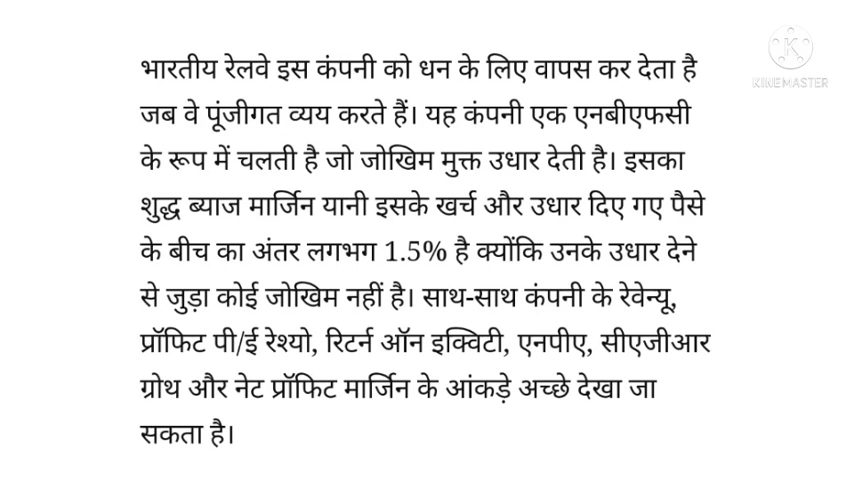 भारतीय रेलवे इस कंपनी को धन के लिए वापस कर देता है
जब वे पूंजीगत व्यय करते हैं। यह कंपनी एक एनबीएफसी
के रूप में चलती है जो जोखिम मुक्त उधार देती है। इसका
शुद्ध ब्याज मार्जिन यानी इसके खर्च और उधार दिए गए पैसे
के बीच का अंतर लगभग 1.5% है क्योंकि उनके उधार देने
से जुड़ा कोई जोखिम नहीं है। साथ-साथ कंपनी के रेवेन्यू,
प्रॉफिट पी/ई रेश्यो, रिटर्न ऑन इक्विटी, एनपीए, सीएजीआर
ग्रोथ और नेट प्रॉफिट मार्जिन के आंकड़े अच्छे देखा जा
सकता है।
K
KINEMASTER